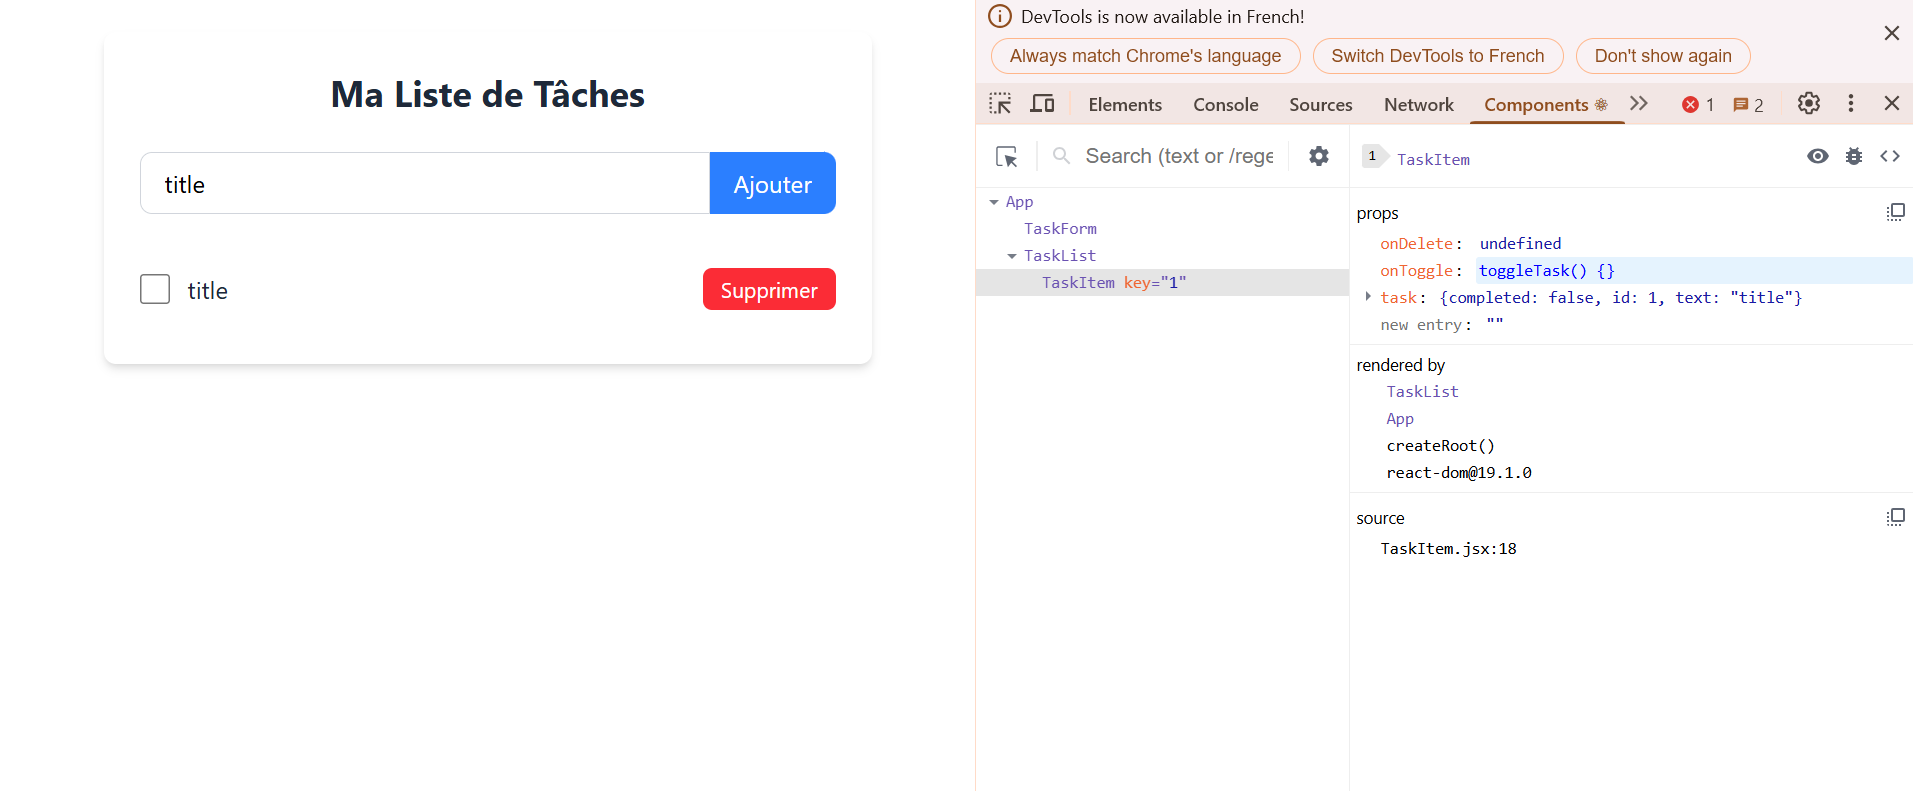 Ma Liste de Tâches
title
Ajouter
title
Supprimer
DevTools is now available in French!
Always match Chrome's language
Switch DevTools to French
Don't show again
Elements
Console
Sources
Network
Components
1
2
Search (text or /rege
App
TaskForm
TaskList
TaskItem key="1"
1
TaskItem
props
onDelete: undefined
onToggle: toggleTask() {}
task: {completed: false, id: 1, text: "title"}
new entry: ""
rendered by
TaskList
App
createRoot()
react-dom@19.1.0
source
TaskItem.jsx:18